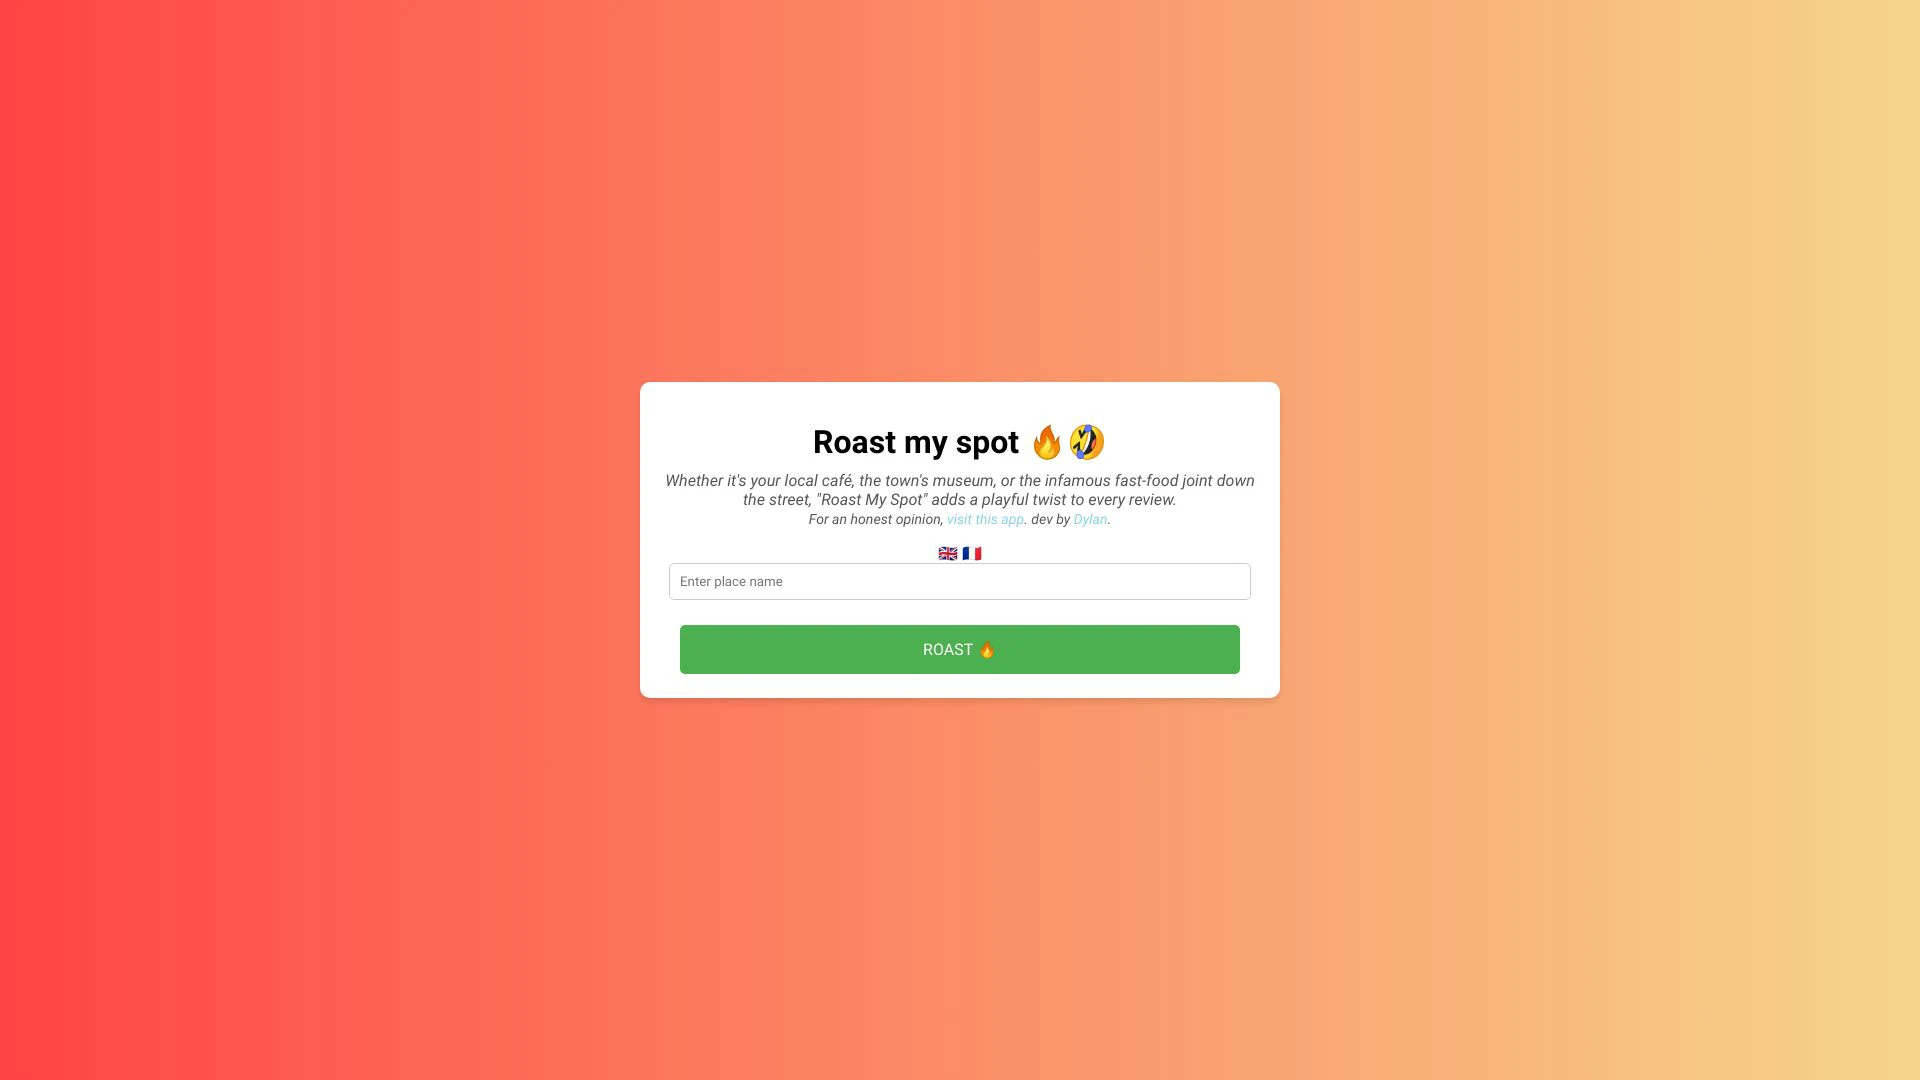 Roast my spot 🔥🤣
Whether it's your local café, the town's museum, or the infamous fast-food joint down
the street, "Roast My Spot" adds a playful twist to every review.
For an honest opinion, visit this app. dev by Dylan.
🇬🇧 🇫🇷
Enter place name
ROAST 🔥